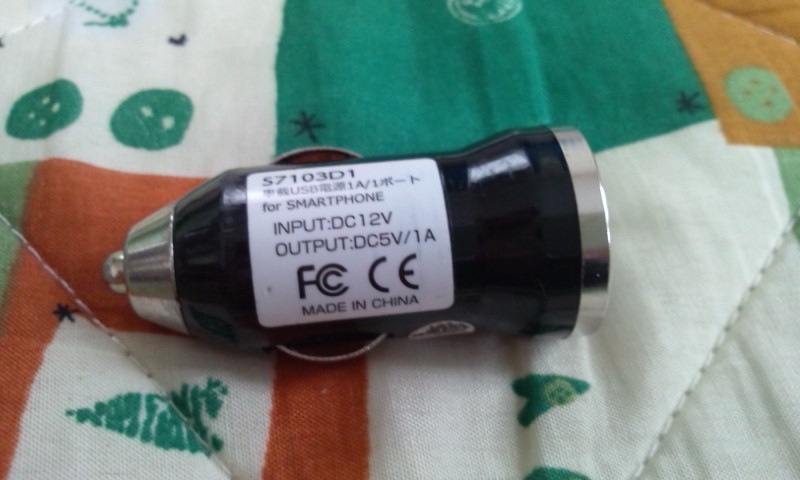 S7103D1
車載USB電源1A/1ポート
for SMARTPHONE
INPUT:DC12V
OUTPUT:DC5V/1A
FC CE
MADE IN CHINA